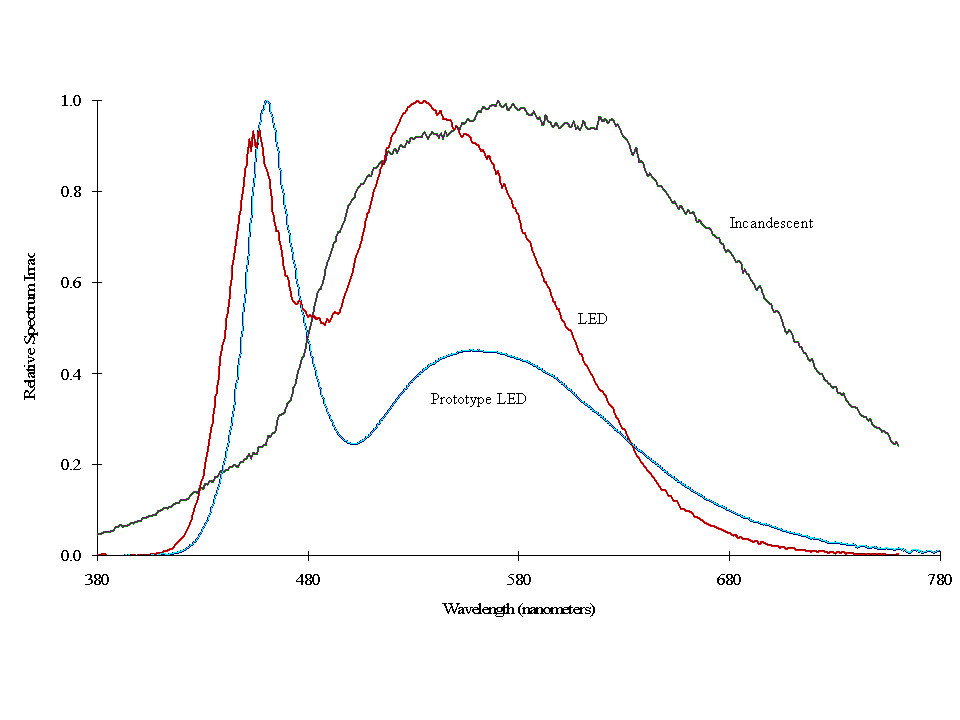 1.0
0.8
0.6
0.4
0.2
0.0
Relative Spectrum Irrac
Incandescent
LED
Prototype LED
380 480 580 680 780
Wavelength (nanometers)